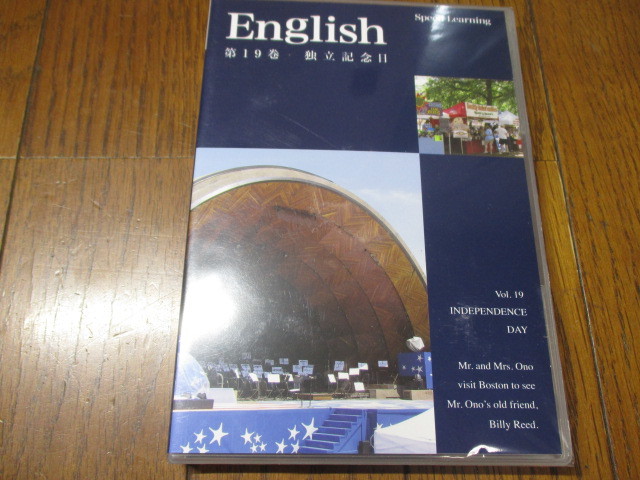 English
Speed Learning
第19巻 独立記念日
Vol. 19
INDEPENDENCE
DAY
Mr. and Mrs. Ono
visit Boston to see
Mr. Ono's old friend,
Billy Reed.